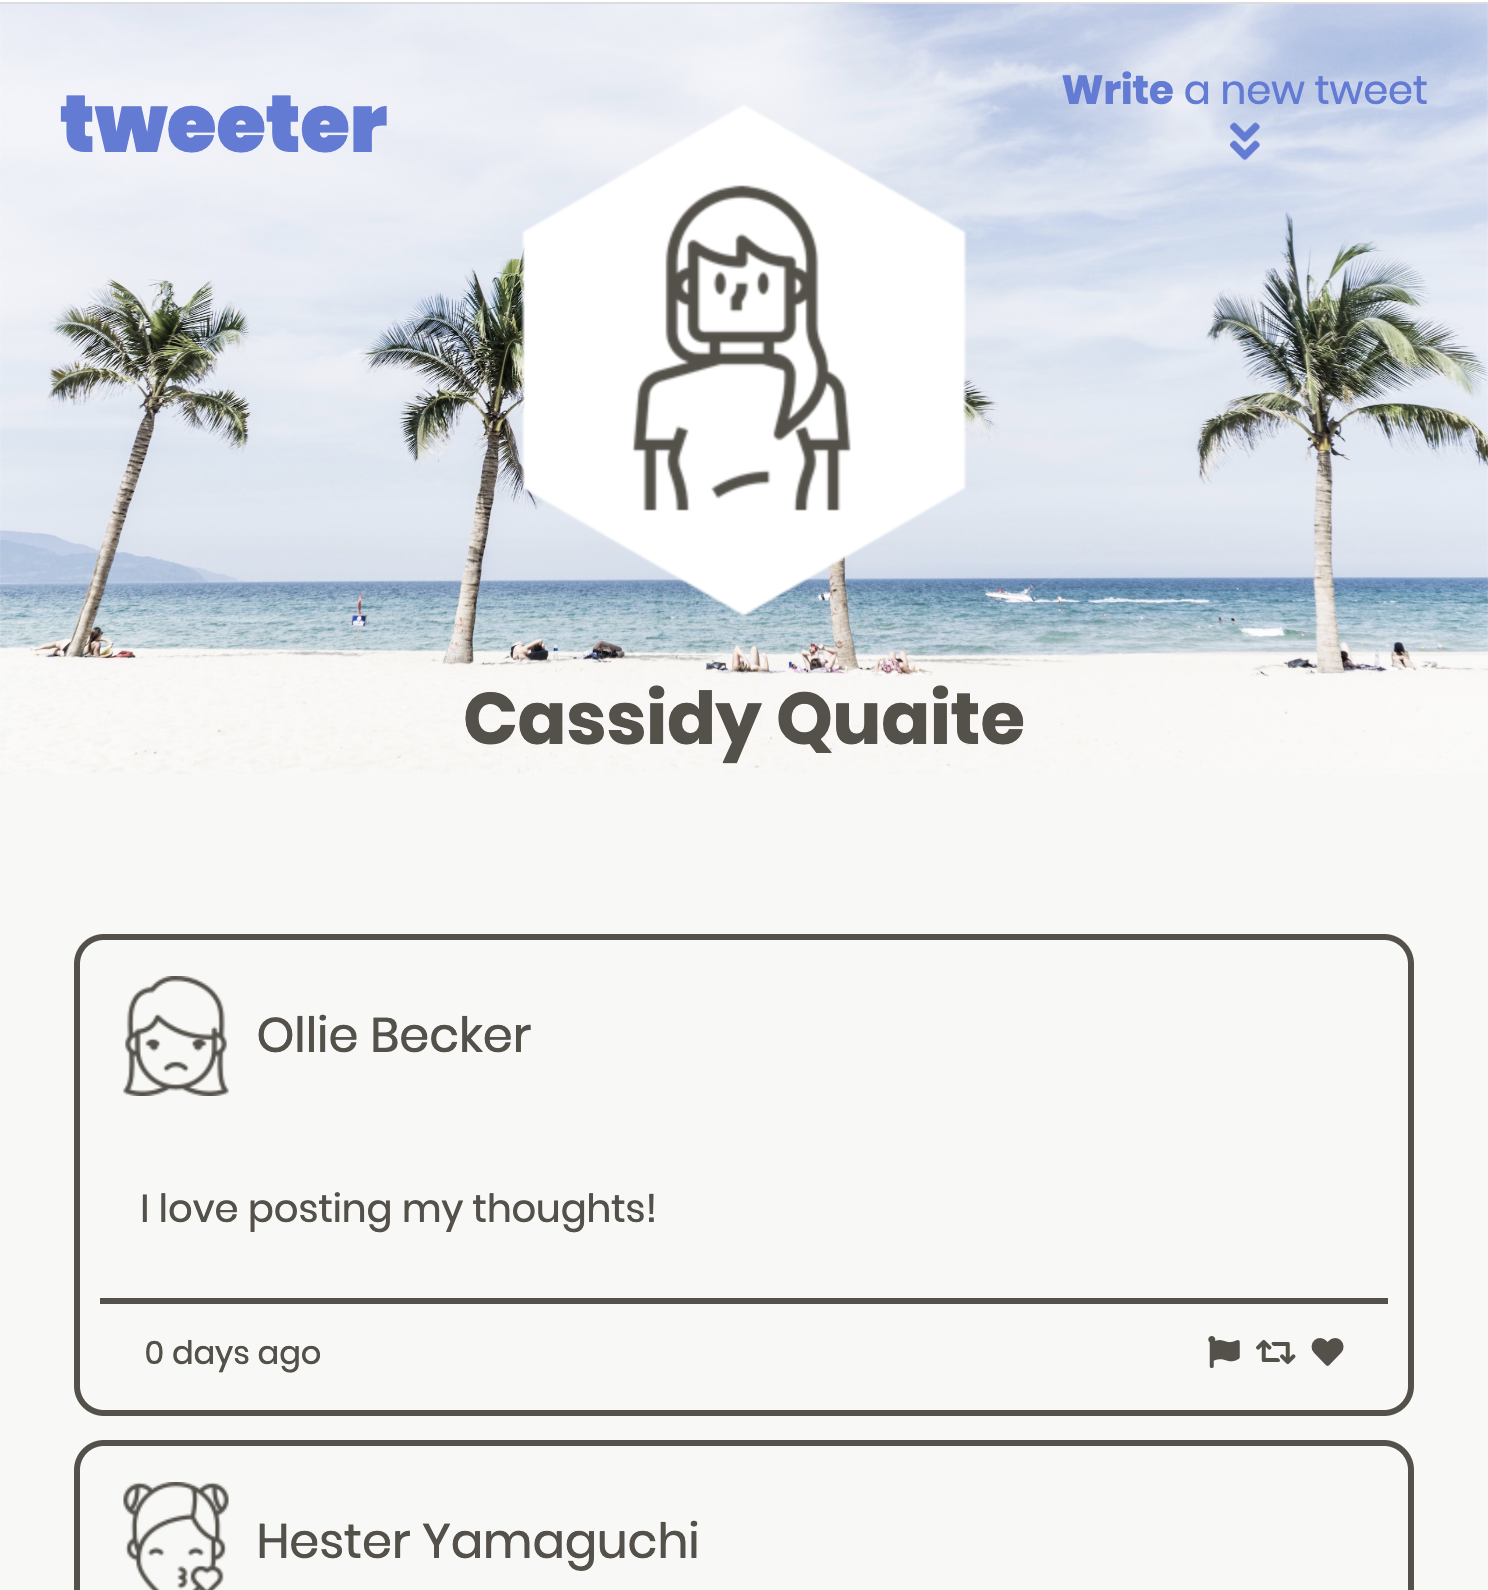 tweeter
Write a new tweet
Cassidy Quaite
Ollie Becker
I love posting my thoughts!
0 days ago
Hester Yamaguchi